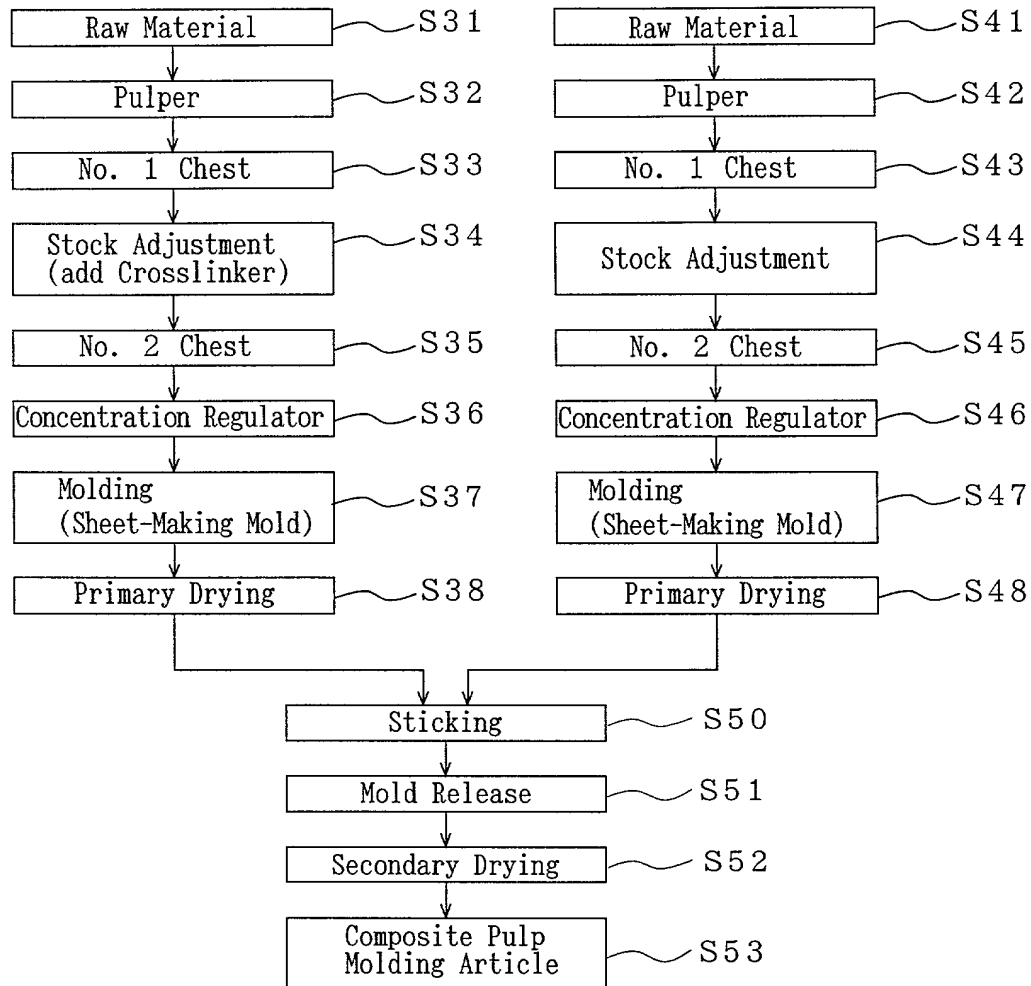 Raw Material S31
Pulper S32
No. 1 Chest S33
Stock Adjustment
(add Crosslinker) S34
No. 2 Chest S35
Concentration Regulator S36
Molding
(Sheet-Making Mold) S37
Primary Drying S38
Raw Material S41
Pulper S42
No. 1 Chest S43
Stock Adjustment S44
No. 2 Chest S45
Concentration Regulator S46
Molding
(Sheet-Making Mold) S47
Primary Drying S48
Sticking S50
Mold Release S51
Secondary Drying S52
Composite Pulp
Molding Article S53